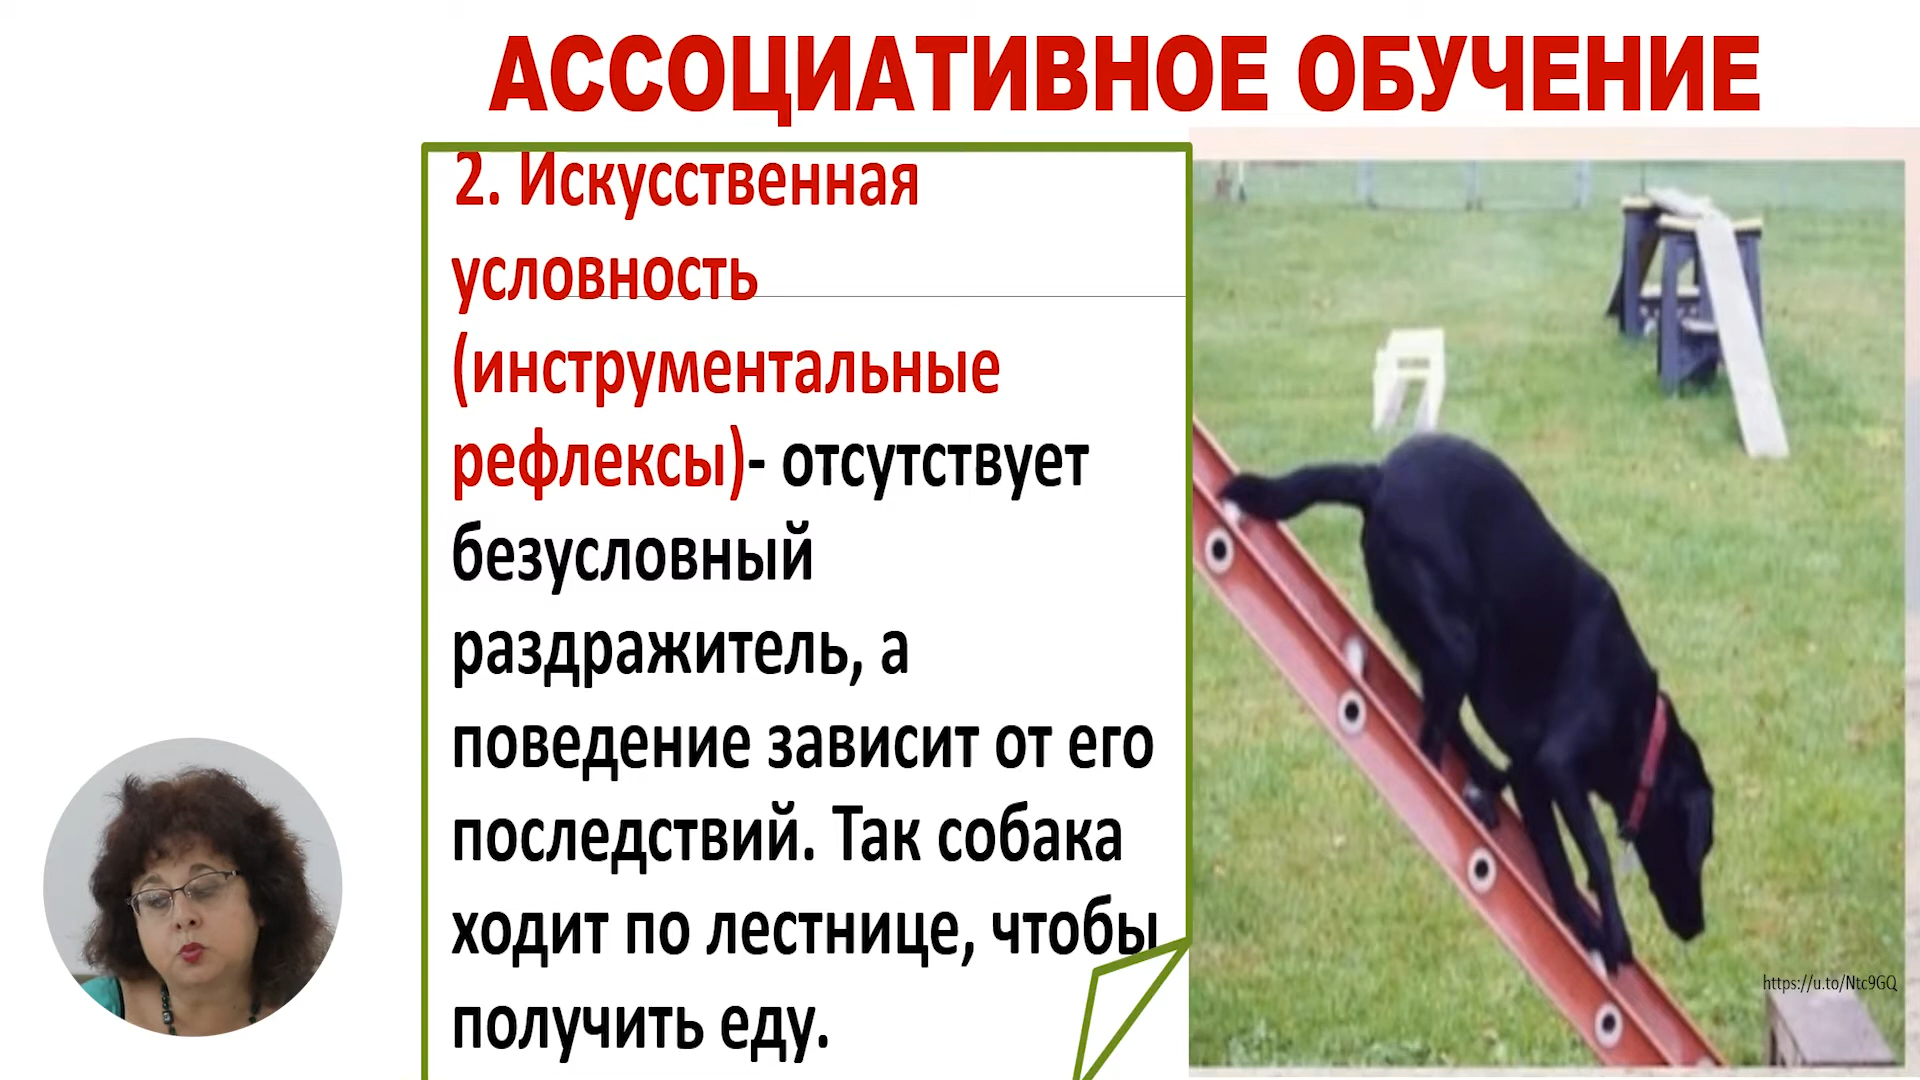 АССОЦИАТИВНОЕ ОБУЧЕНИЕ
2. Искусственная
условность
(инструментальные
рефлексы)- отсутствует
безусловный
раздражитель, а
поведение зависит от его
последствий. Так собака
ходит по лестнице, чтобы
получить еду.
https://u.to/Ntc9GQ